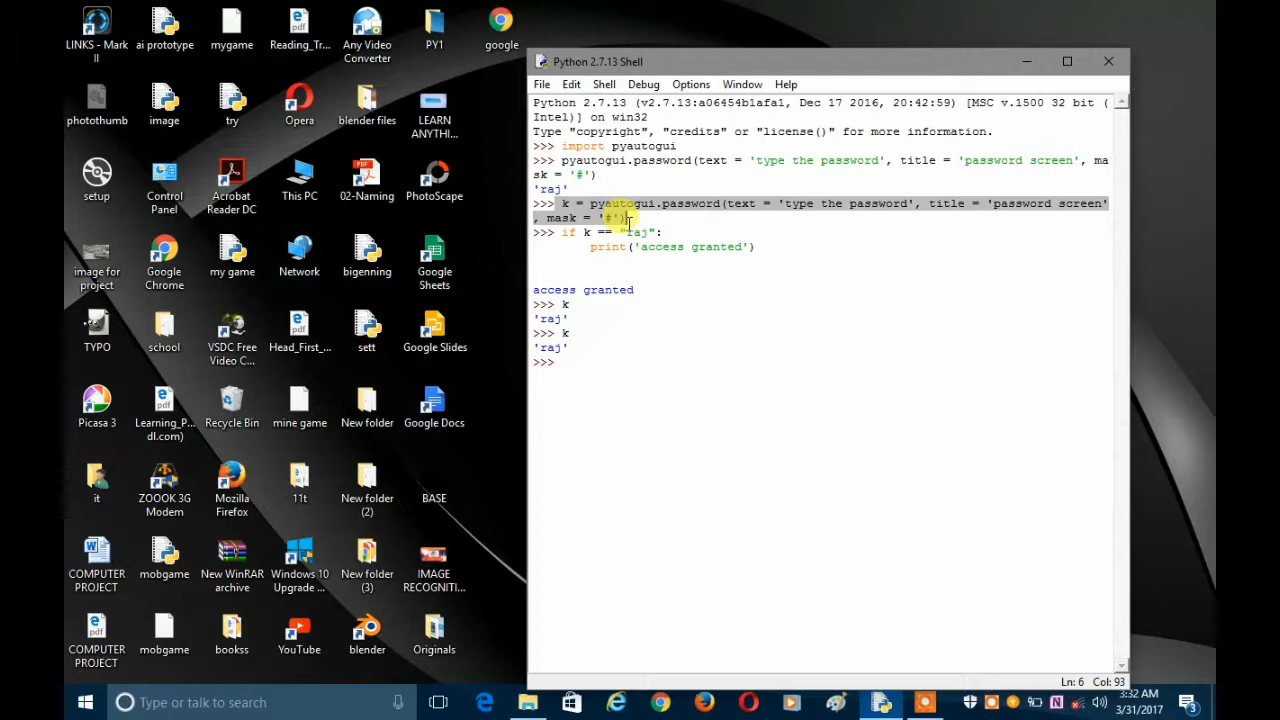 LINKS - Mark II
ai prototype
mygame
Reading_Tr...
Any Video Converter
PY1
google
photothumb
image
try
Opera
blender files
LEARN ANYTHI...
setup
Control Panel
Acrobat Reader DC
This PC
02-Naming
PhotoScape
image for project
Google Chrome
my game
Network
bigenning
Google Sheets
TYPO
school
VSDC Free Video C...
Head_First_...
sett
Google Slides
Picasa 3
Learning_P... dl.com)
Recycle Bin
mine game
New folder
Google Docs
it
ZOOOK 3G Modem
Mozilla Firefox
11t
New folder (2)
BASE
COMPUTER PROJECT
mobgame
New WinRAR archive
Windows 10 Upgrade ...
New folder (3)
IMAGE RECOGNITI...
COMPUTER PROJECT
mobgame
bookss
YouTube
blender
Originals
Python 2.7.13 Shell
File Edit Shell Debug Options Window Help
Python 2.7.13 (v2.7.13:a06454b1afa1, Dec 17 2016, 20:42:59) [MSC v.1500 32 bit (
Intel)] on win32
Type "copyright", "credits" or "license()" for more information.
>>> import pyautogui
>>> pyautogui.password(text = 'type the password', title = 'password screen', ma
sk = '#')
'raj'
>>> k = pyautogui.password(text = 'type the password', title = 'password screen'
, mask = '#')
>>> if k == "raj":
print('access granted')
access granted
>>> k
'raj'
>>> k
'raj'
>>>
Ln: 6 Col: 93
Type or talk to search
3:32 AM
3/31/2017
3